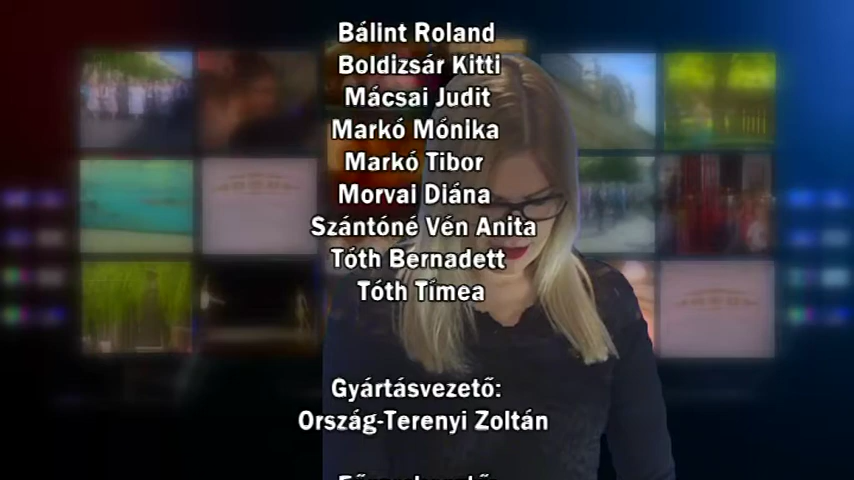 Bálint Roland
Boldizsár Kitti
Mácsai Judit
Markó Mónika
Markó Tibor
Morvai Diána
Szántóné Vén Anita
Tóth Bernadett
Tóth Tímea
Gyártásvezető:
Ország-Terenyi Zoltán